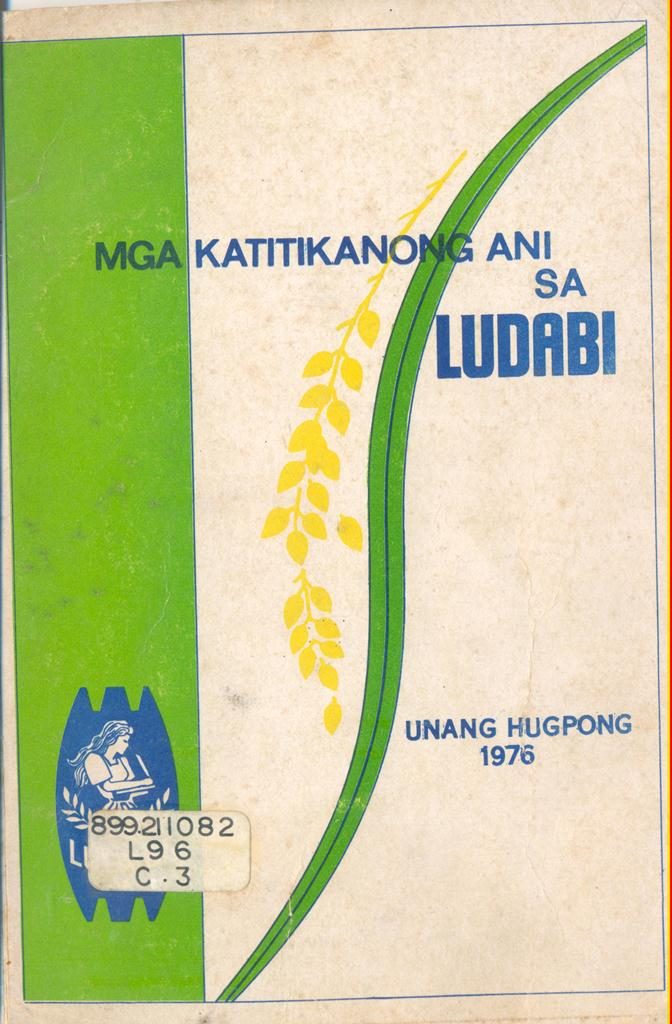 MGA KATITIKANONG ANI
SA
LUDABI
UNANG HUGPONG
1976
899.211082
L96
C.3